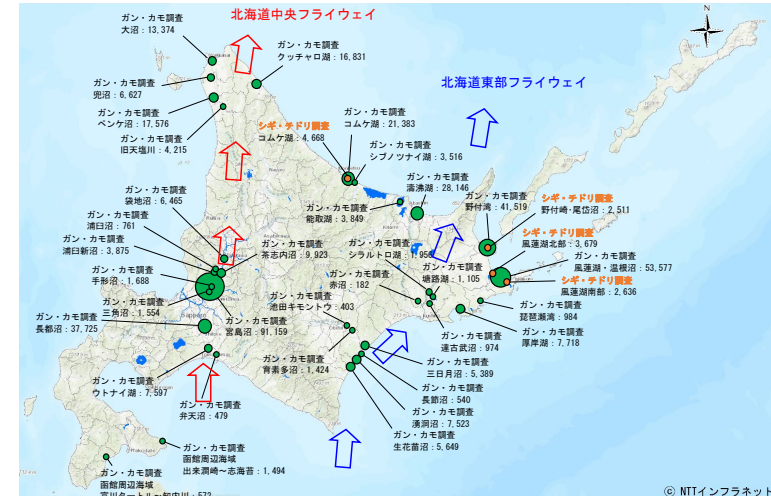 北海道中央フライウェイ
北海道東部フライウェイ
N
ガン・カモ調査
大沼：13,374
ガン・カモ調査
クッチャロ湖：16,831
ガン・カモ調査
兜沼：6,627
ガン・カモ調査
ペンケ沼：17,576
ガン・カモ調査
旧天塩川：4,215
シギ・チドリ調査
コムケ湖：4,668
ガン・カモ調査
コムケ湖：21,383
ガン・カモ調査
シブノツナイ湖：3,516
ガン・カモ調査
濤沸湖：28,146
ガン・カモ調査
能取湖：3,849
ガン・カモ調査
野付湾：41,519
シギ・チドリ調査
野付崎・尾岱沼：2,511
シギ・チドリ調査
風蓮湖北部：3,679
ガン・カモ調査
風蓮湖・温根沼：53,577
シギ・チドリ調査
風蓮湖南部：2,636
ガン・カモ調査
袋地沼：6,465
ガン・カモ調査
浦臼沼：761
ガン・カモ調査
浦臼新沼：3,875
ガン・カモ調査
手形沼：1,688
ガン・カモ調査
三角沼：1,554
ガン・カモ調査
長都沼：37,725
ガン・カモ調査
茶志内沼：9,923
ガン・カモ調査
宮島沼：91,159
ガン・カモ調査
シラルトロ湖：1,956
ガン・カモ調査
塘路湖：1,105
ガン・カモ調査
赤沼：182
ガン・カモ調査
池田キモントウ：403
ガン・カモ調査
育素多沼：1,424
ガン・カモ調査
琵琶瀬湾：984
ガン・カモ調査
厚岸湖：7,718
ガン・カモ調査
達古武沼：974
ガン・カモ調査
三日月沼：5,389
ガン・カモ調査
長節沼：540
ガン・カモ調査
湧洞沼：7,523
ガン・カモ調査
生花苗沼：5,649
ガン・カモ調査
ウトナイ湖：7,597
ガン・カモ調査
弁天沼：479
ガン・カモ調査
函館周辺海域
出来潤崎～志海苔：1,494
ガン・カモ調査
函館周辺海域
© NTTインフラネット